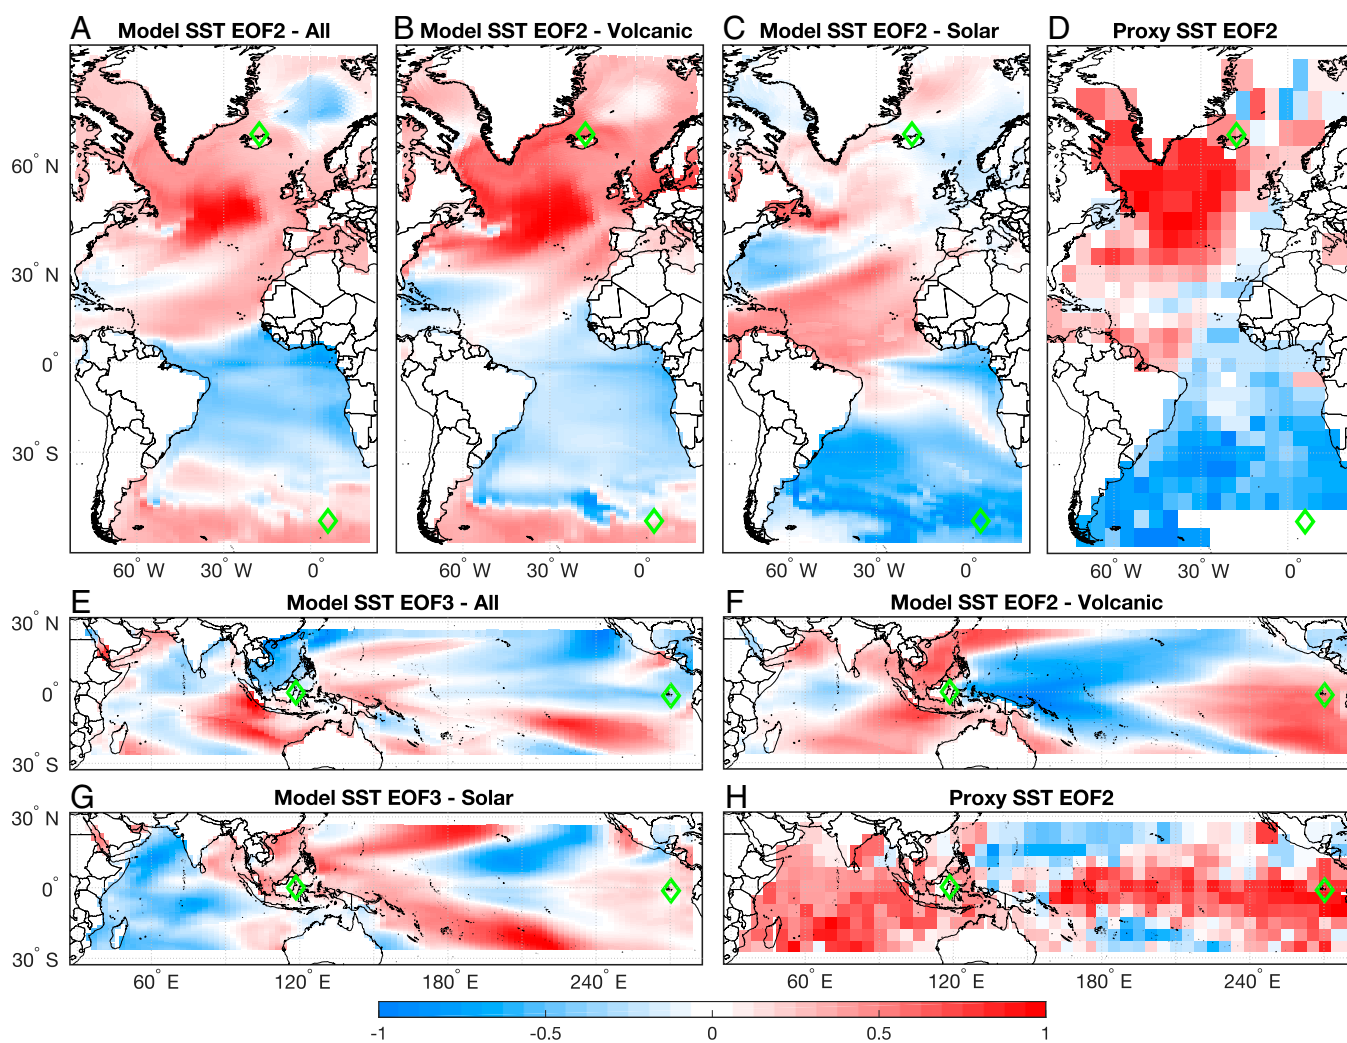 A Model SST EOF2 - All
B Model SST EOF2 - Volcanic
C Model SST EOF2 - Solar
D Proxy SST EOF2
60° N
30° N
0°
30° S
60° W 30° W 0°
60° W 30° W 0°
60° W 30° W 0°
60° W 30° W 0°
E Model SST EOF3 - All
F Model SST EOF2 - Volcanic
30° N
0°
30° S
G Model SST EOF3 - Solar
H Proxy SST EOF2
30° N
0°
30° S
60° E 120° E 180° E 240° E
60° E 120° E 180° E 240° E
-1 -0.5 0 0.5 1